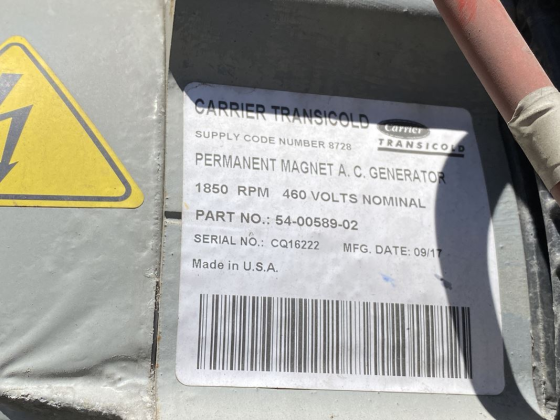 CARRIER TRANSICOLD
Carrier
TRANSICOLD
SUPPLY CODE NUMBER 8728
PERMANENT MAGNET A. C. GENERATOR
1850 RPM 460 VOLTS NOMINAL
PART NO.: 54-00589-02
SERIAL NO.: CQ16222 MFG. DATE: 09/17
Made in U.S.A.